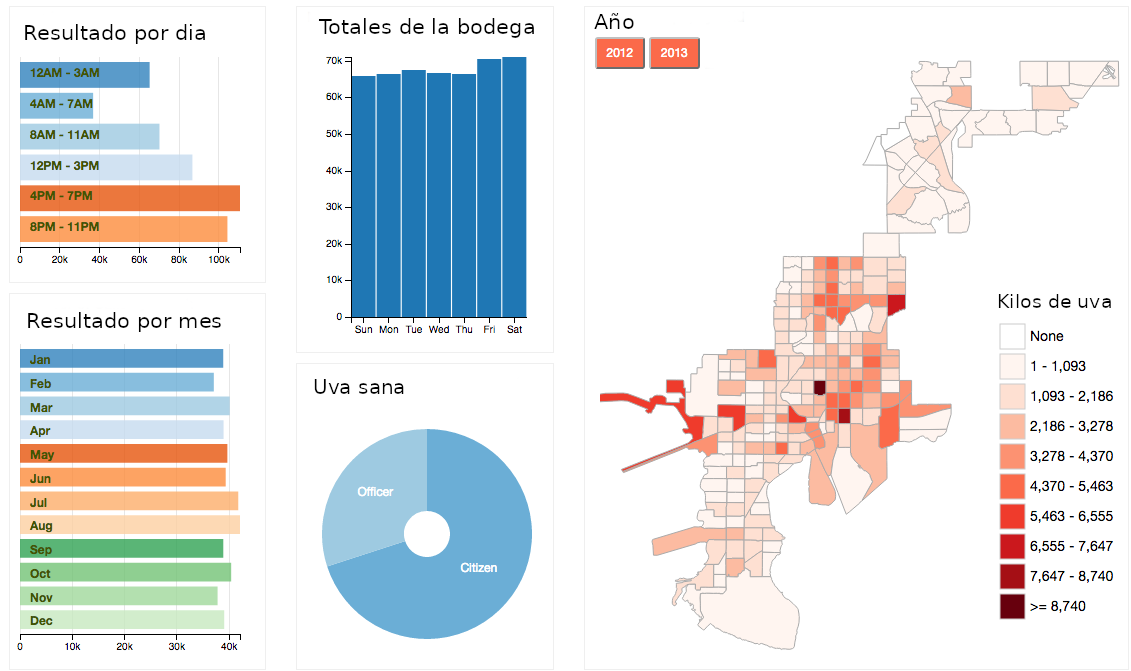 Resultado por dia
12AM - 3AM
4AM - 7AM
8AM - 11AM
12PM - 3PM
4PM - 7PM
8PM - 11PM
0 20k 40k 60k 80k 100k
Resultado por mes
Jan
Feb
Mar
Apr
May
Jun
Jul
Aug
Sep
Oct
Nov
Dec
0 10k 20k 30k 40k
Totales de la bodega
70k
60k
50k
40k
30k
20k
10k
0
Sun Mon Tue Wed Thu Fri Sat
Uva sana
Officer
Citizen
Año
2012 2013
Kilos de uva
None
1 - 1,093
1,093 - 2,186
2,186 - 3,278
3,278 - 4,370
4,370 - 5,463
5,463 - 6,555
6,555 - 7,647
7,647 - 8,740
>= 8,740